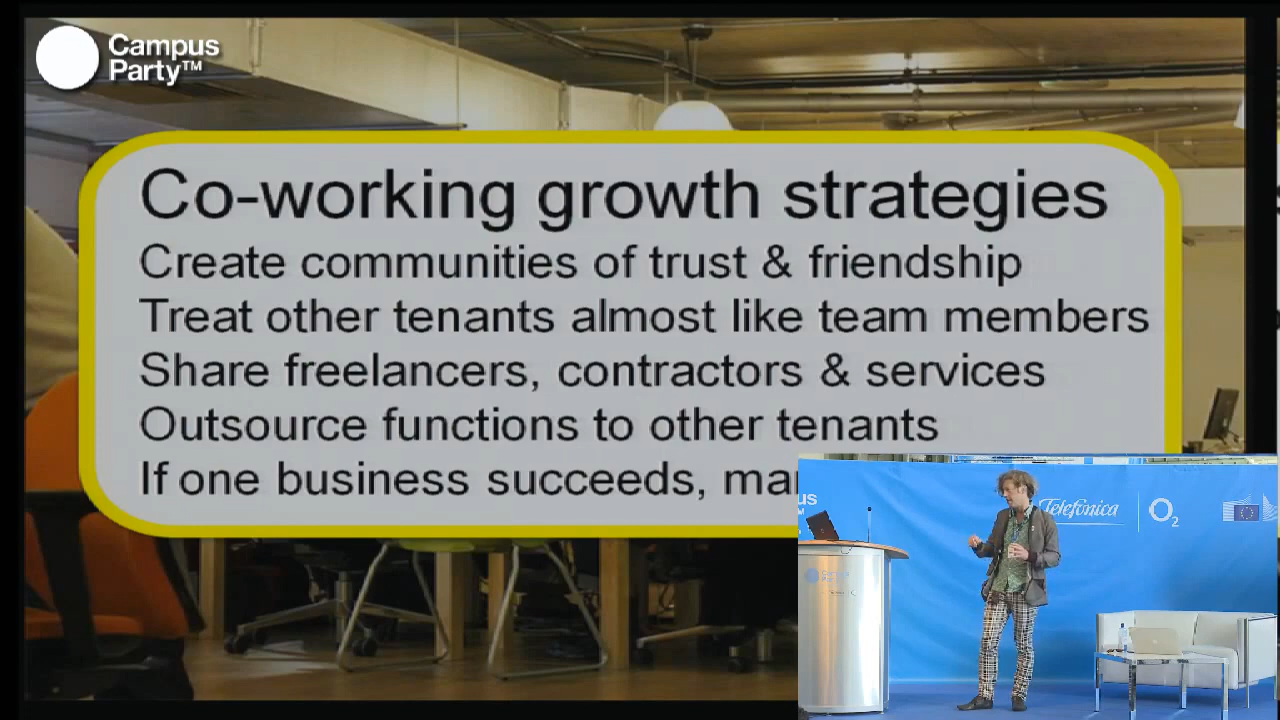 Campus
Party™
Co-working growth strategies
Create communities of trust & friendship
Treat other tenants almost like team members
Share freelancers, contractors & services
Outsource functions to other tenants
If one business succeeds,
Telefónica
O2